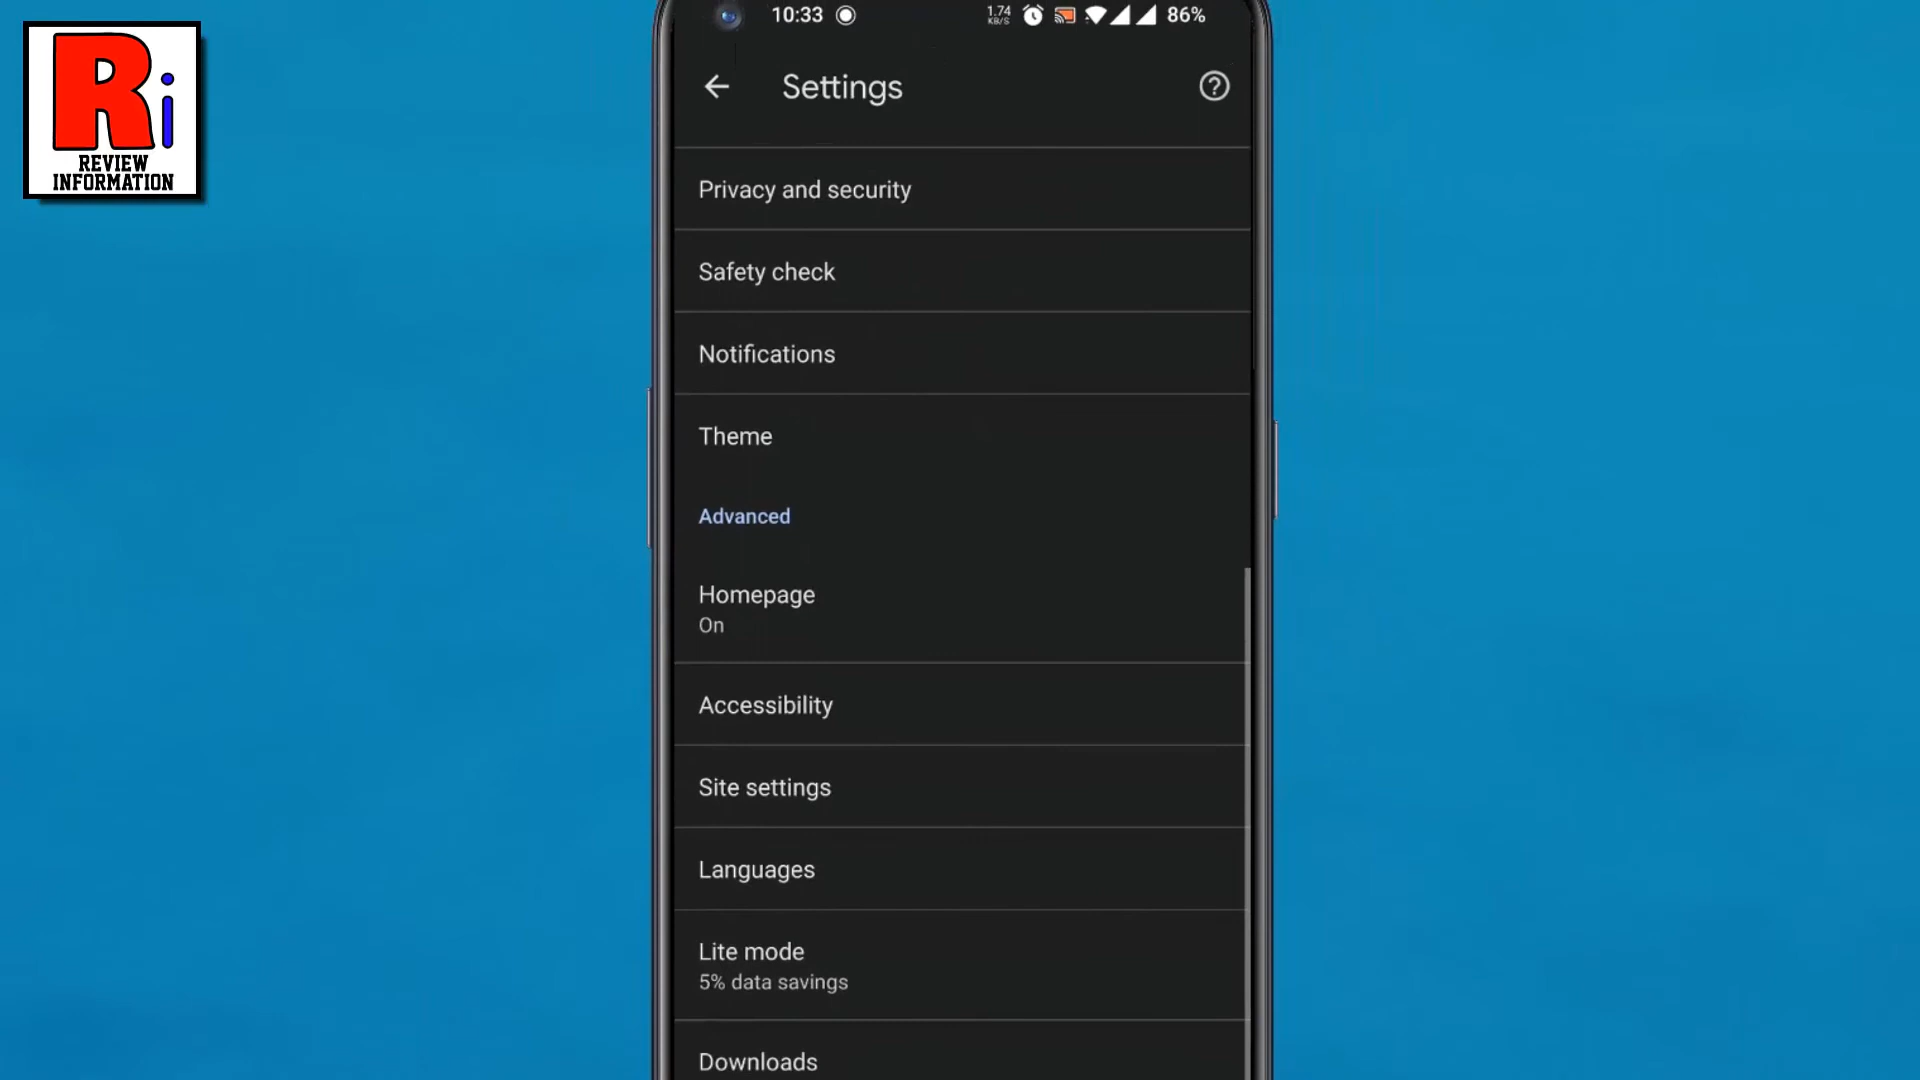 Ri
REVIEW
INFORMATION
10:33
1.74
KB/S
86%
Settings
Privacy and security
Safety check
Notifications
Theme
Advanced
Homepage
On
Accessibility
Site settings
Languages
Lite mode
5% data savings
Downloads